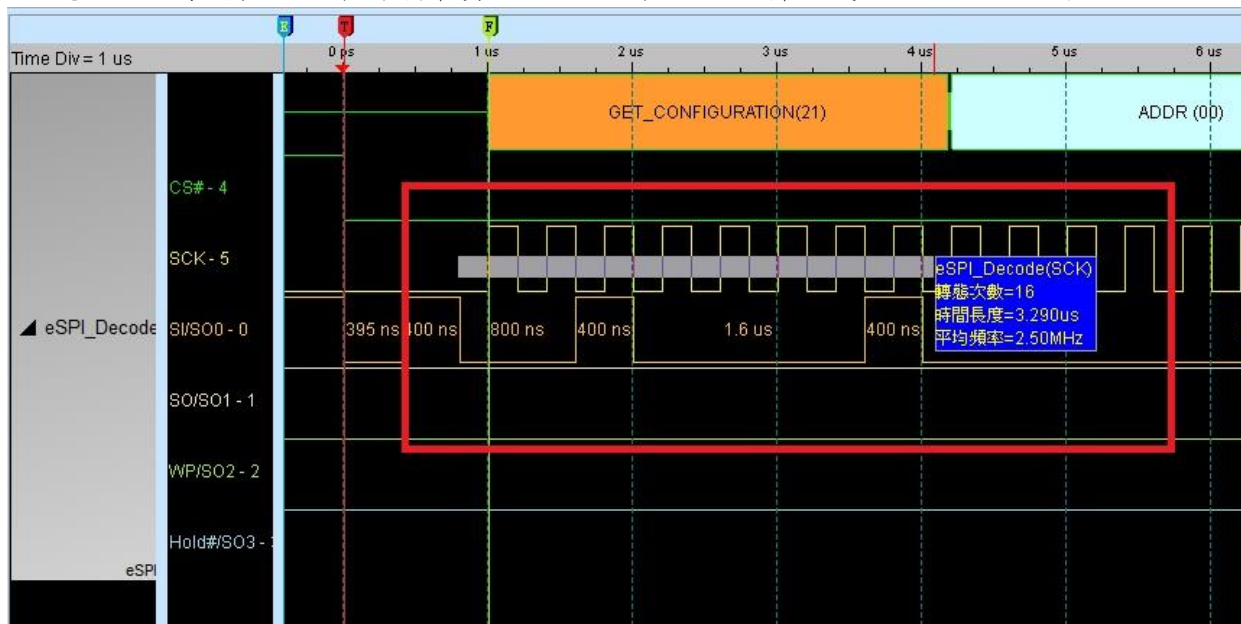 E T F
Time Div = 1 us
0 ps 1 us 2 us 3 us 4 us 5 us 6 us
GET_CONFIGURATION(21) ADDR (00)
CS# - 4
SCK - 5
eSPI_Decode(SCK)
轉態次數=16
時間長度=3.290us
平均頻率=2.50MHz
eSPI_Decode SI/SO0 - 0 395 ns 400 ns 800 ns 400 ns 1.6 us 400 ns
SO/SO1 - 1
WP/SO2 - 2
Hold#/SO3 -
eSPI